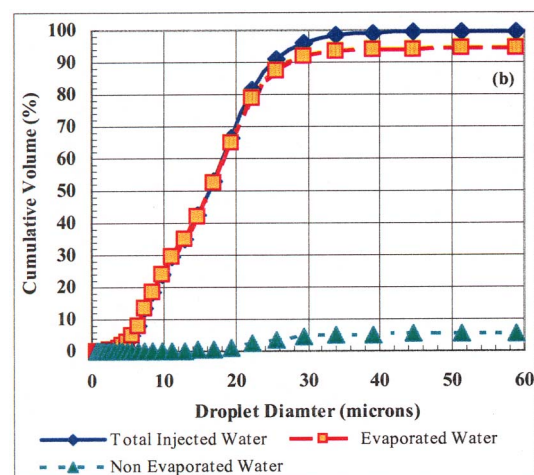 100
90
80
70
60
50
40
30
20
10
0
Cumulative Volume (%)
(b)
0 10 20 30 40 50 60
Droplet Diamter (microns)
Total Injected Water
Evaporated Water
Non Evaporated Water